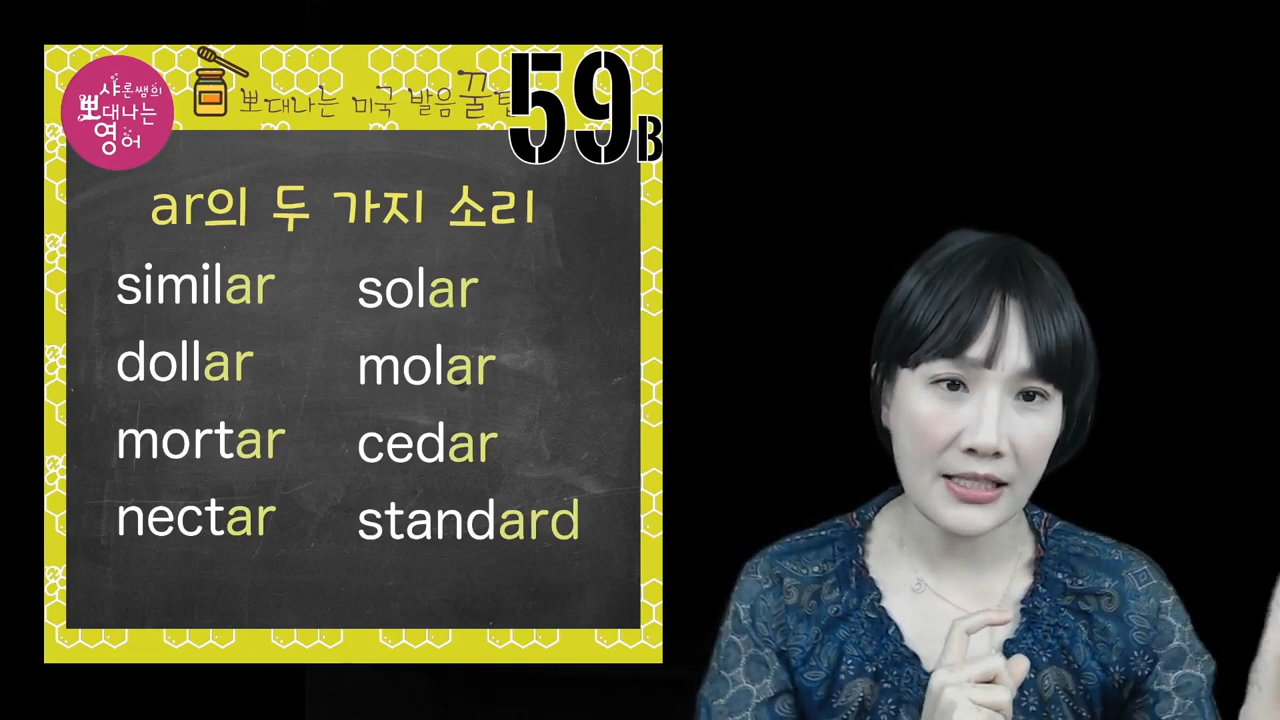 샤론쌤의
뽀대나는
영어
뽀대나는 미국 발음 꿀팁
59B
ar의 두 가지 소리
similar
solar
dollar
molar
mortar
cedar
nectar
standard